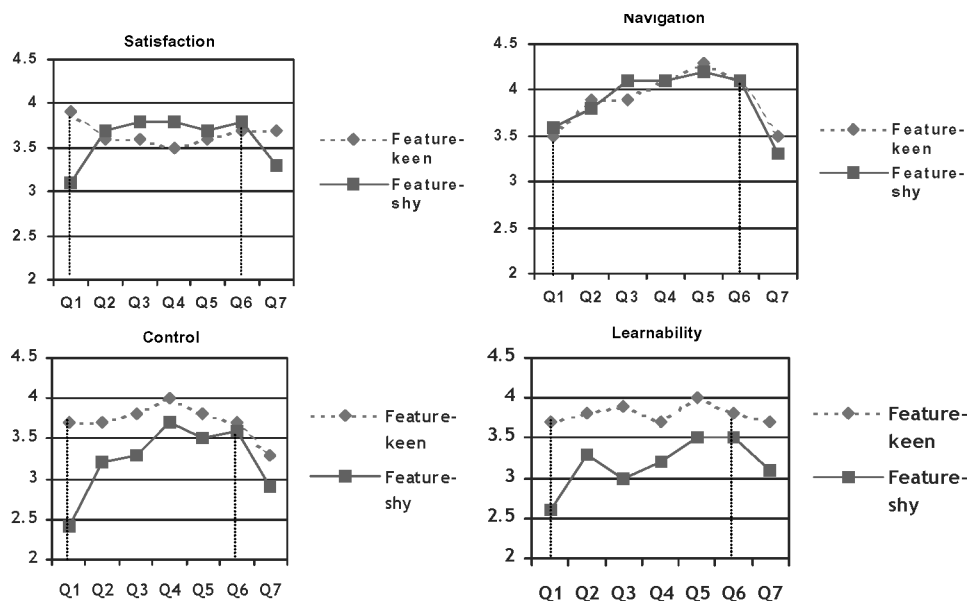 Satisfaction
4.5
4
3.5
3
2.5
2
Q1 Q2 Q3 Q4 Q5 Q6 Q7
Feature-
keen
Feature-
shy
Navigation
4.5
4
3.5
3
2.5
2
Q1 Q2 Q3 Q4 Q5 Q6 Q7
Feature-
keen
Feature-
shy
Control
4.5
4
3.5
3
2.5
2
Q1 Q2 Q3 Q4 Q5 Q6 Q7
Feature-
keen
Feature-
shy
Learnability
4.5
4
3.5
3
2.5
2
Q1 Q2 Q3 Q4 Q5 Q6 Q7
Feature-
keen
Feature-
shy